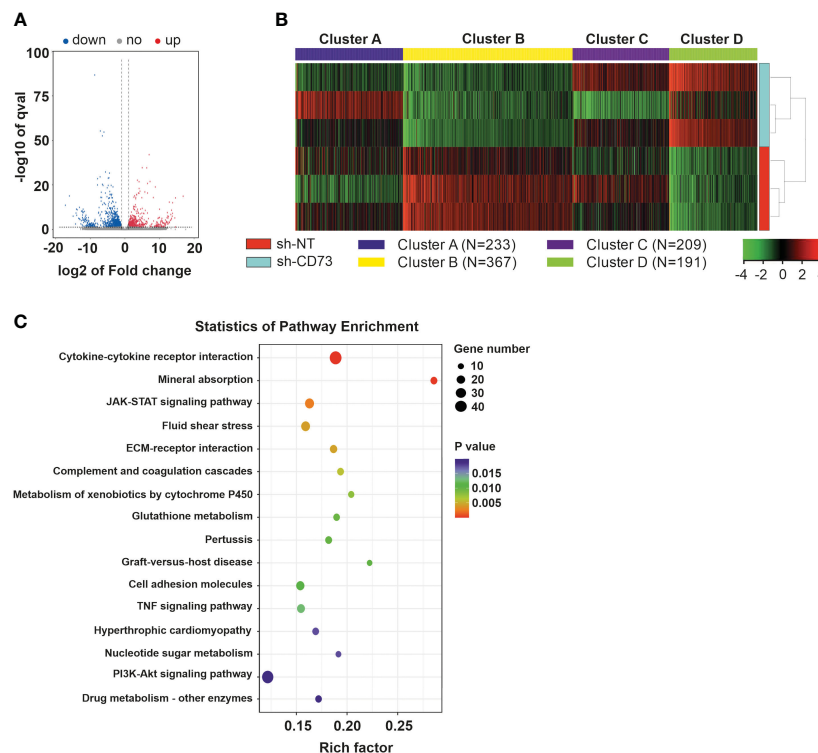 A
down no up
100
75
50
20
0
-20 -10 0 10 20
-log10 of qval
log2 of Fold change
B
Cluster A Cluster B Cluster C Cluster D
sh-NT Cluster A (N=233) Cluster C (N=209)
sh-CD73 Cluster B (N=367) Cluster D (N=191)
-4 -2 0 2 4
C
Statistics of Pathway Enrichment
Cytokine-cytokine receptor interaction
Mineral absorption
JAK-STAT signaling pathway
Fluid shear stress
ECM-receptor interaction
Complement and coagulation cascades
Metabolism of xenobiotics by cytochrome P450
Glutathione metabolism
Pertussis
Graft-versus-host disease
Cell adhesion molecules
TNF signaling pathway
Hyperthrophic cardiomyopathy
Nucleotide sugar metabolism
PI3K-Akt signaling pathway
Drug metabolism - other enzymes
0.15 0.20 0.25
Rich factor
Gene number
10
20
30
40
P value
0.015
0.010
0.005